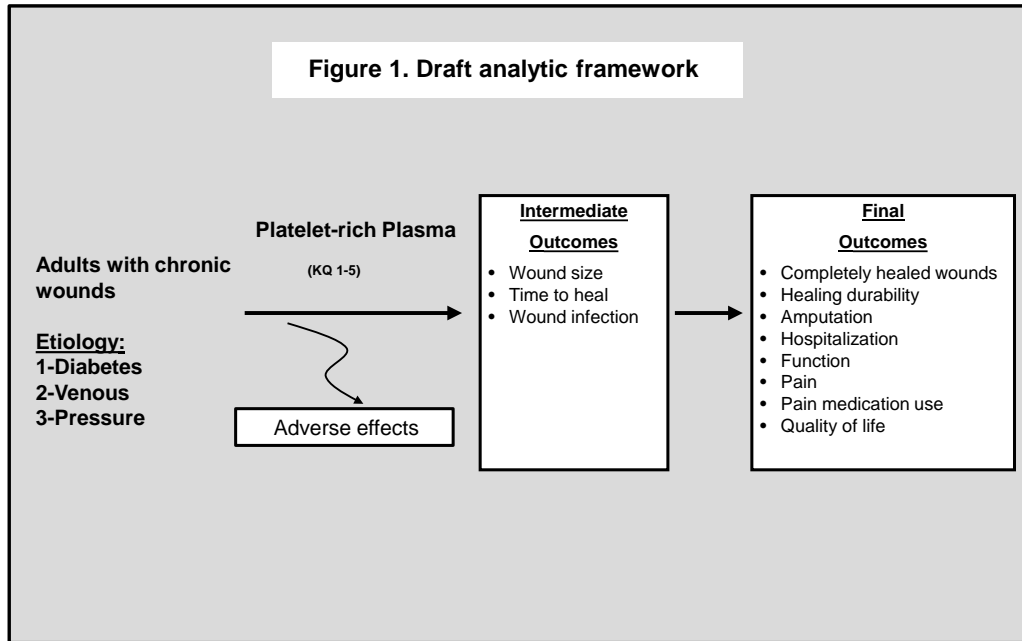 Figure 1. Draft analytic framework
Adults with chronic
wounds
Etiology:
1-Diabetes
2-Venous
3-Pressure
Platelet-rich Plasma
(KQ 1-5)
Adverse effects
Intermediate
Outcomes
• Wound size
• Time to heal
• Wound infection
Final
Outcomes
• Completely healed wounds
• Healing durability
• Amputation
• Hospitalization
• Function
• Pain
• Pain medication use
• Quality of life